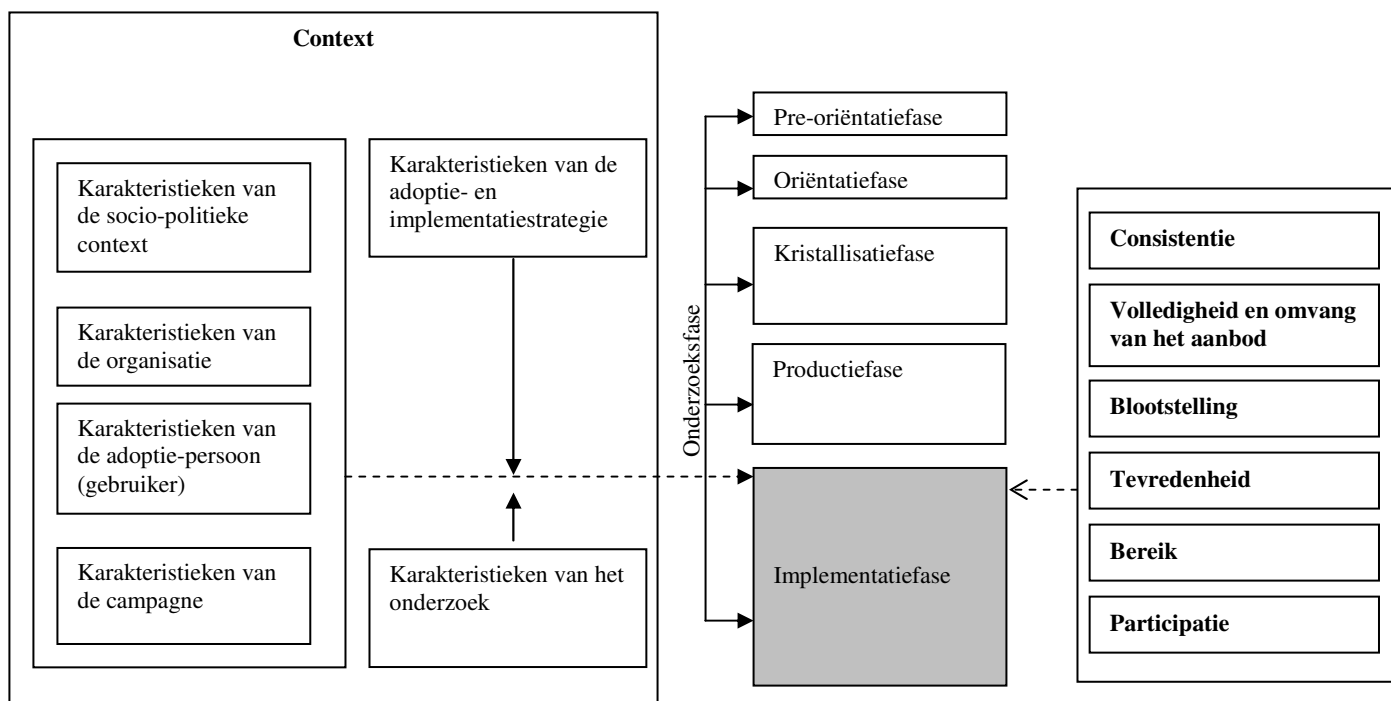 Context
Karakteristieken van
de socio-politieke
context
Karakteristieken van
de organisatie
Karakteristieken van
de adoptie-persoon
(gebruiker)
Karakteristieken van
de campagne
Karakteristieken van de
adoptie- en
implementatiestrategie
Karakteristieken van het
onderzoek
Onderzoeksfase
Pre-oriëntatiefase
Oriëntatiefase
Kristallisatiefase
Productiefase
Implementatiefase
Consistentie
Volledigheid en omvang
van het aanbod
Blootstelling
Tevredenheid
Bereik
Participatie